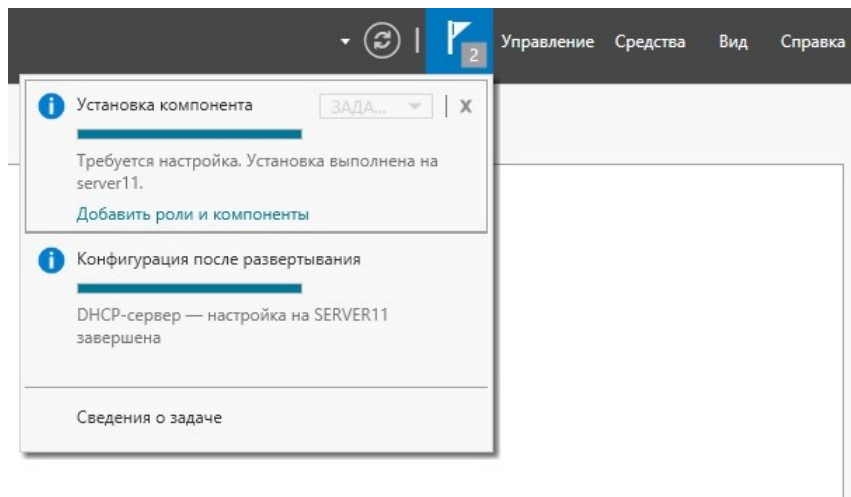 2 Управление Средства Вид Справка
Установка компонента ЗАДА... X
Требуется настройка. Установка выполнена на
server11.
Добавить роли и компоненты
Конфигурация после развертывания
DHCP-сервер — настройка на SERVER11
завершена
Сведения о задаче